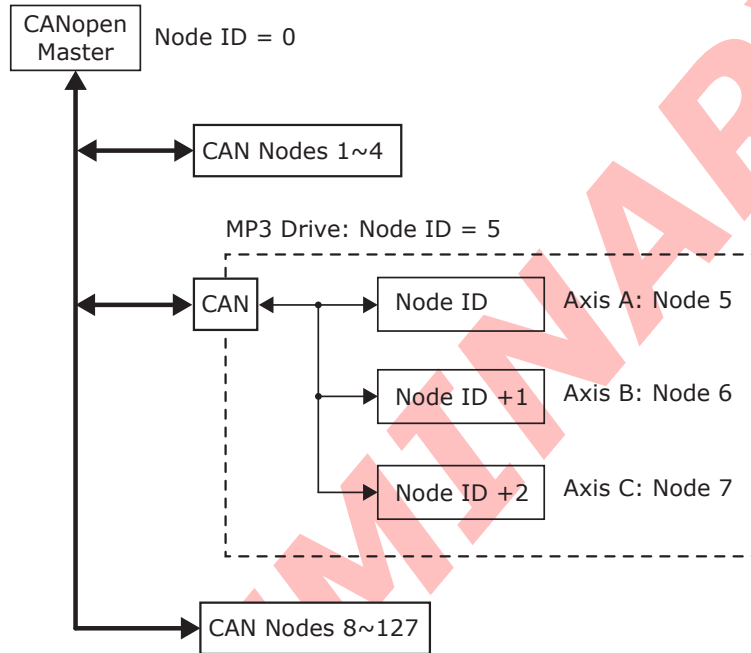 CANopen
Master
Node ID = 0
CAN Nodes 1~4
MP3 Drive: Node ID = 5
CAN
Node ID
Axis A: Node 5
Node ID +1
Axis B: Node 6
Node ID +2
Axis C: Node 7
CAN Nodes 8~127